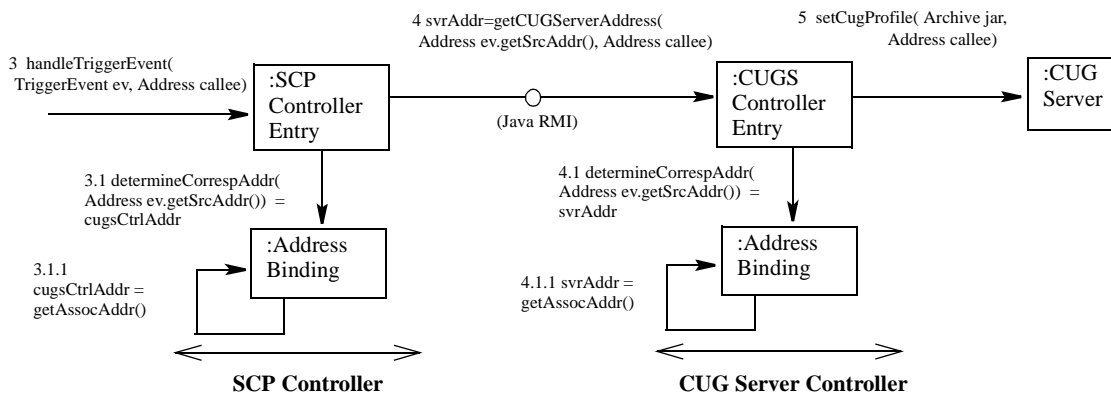 4 svrAddr=getCUGServerAddress(
Address ev.getSrcAddr(), Address callee)
5 setCugProfile( Archive jar,
Address callee)
3 handleTriggerEvent(
TriggerEvent ev, Address callee)
:SCP
Controller
Entry
(Java RMI)
:CUGS
Controller
Entry
:CUG
Server
3.1 determineCorrespAddr(
Address ev.getSrcAddr()) =
cugsCtrlAddr
4.1 determineCorrespAddr(
Address ev.getSrcAddr()) =
svrAddr
:Address
Binding
:Address
Binding
3.1.1
cugsCtrlAddr =
getAssocAddr()
4.1.1 svrAddr =
getAssocAddr()
SCP Controller
CUG Server Controller